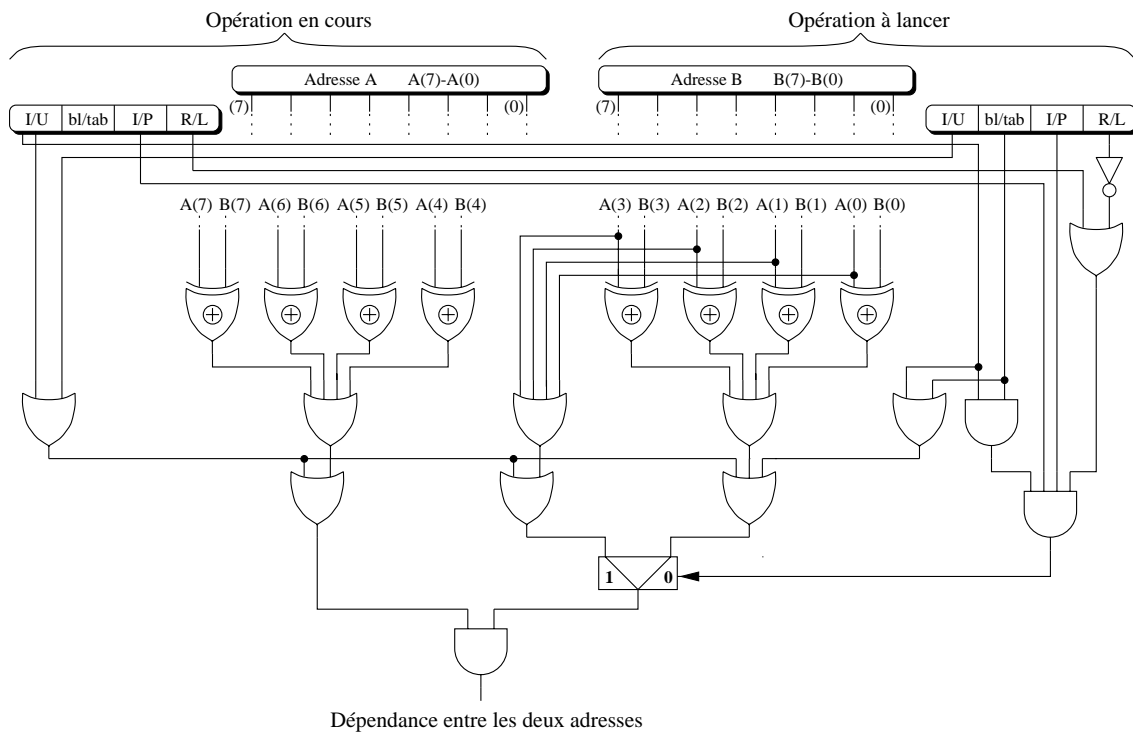 Opération en cours
Opération à lancer
Adresse A A(7)-A(0)
Adresse B B(7)-B(0)
(7) (0)
(7) (0)
I/U bl/tab I/P R/L
I/U bl/tab I/P R/L
A(7) B(7) A(6) B(6) A(5) B(5) A(4) B(4)
A(3) B(3) A(2) B(2) A(1) B(1) A(0) B(0)
1 0
Dépendance entre les deux adresses